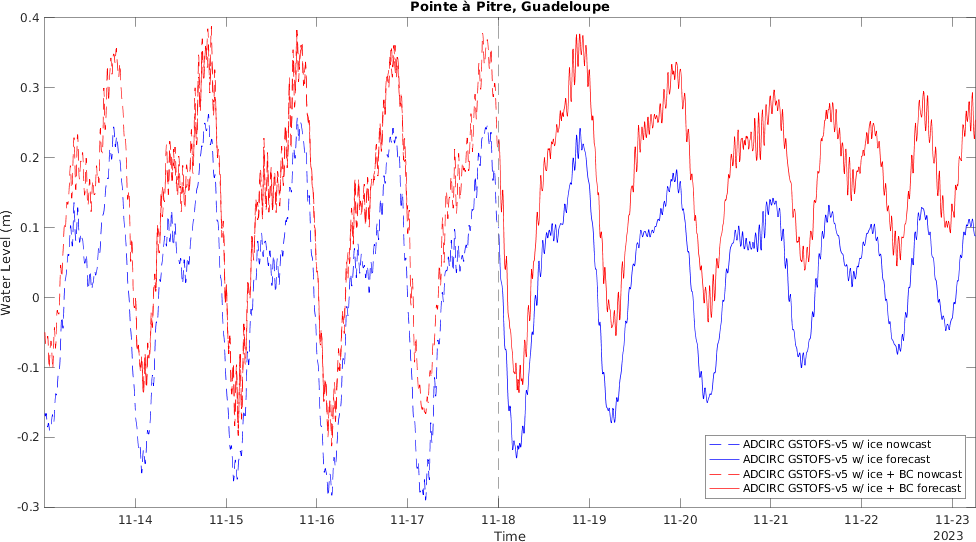 Pointe à Pitre, Guadeloupe
Water Level (m)
0.4
0.3
0.2
0.1
0
-0.1
-0.2
-0.3
11-14
11-15
11-16
11-17
11-18
11-19
11-20
11-21
11-22
11-23
2023
Time
ADCIRC GSTOFS-v5 w/ ice nowcast
ADCIRC GSTOFS-v5 w/ ice forecast
ADCIRC GSTOFS-v5 w/ ice + BC nowcast
ADCIRC GSTOFS-v5 w/ ice + BC forecast